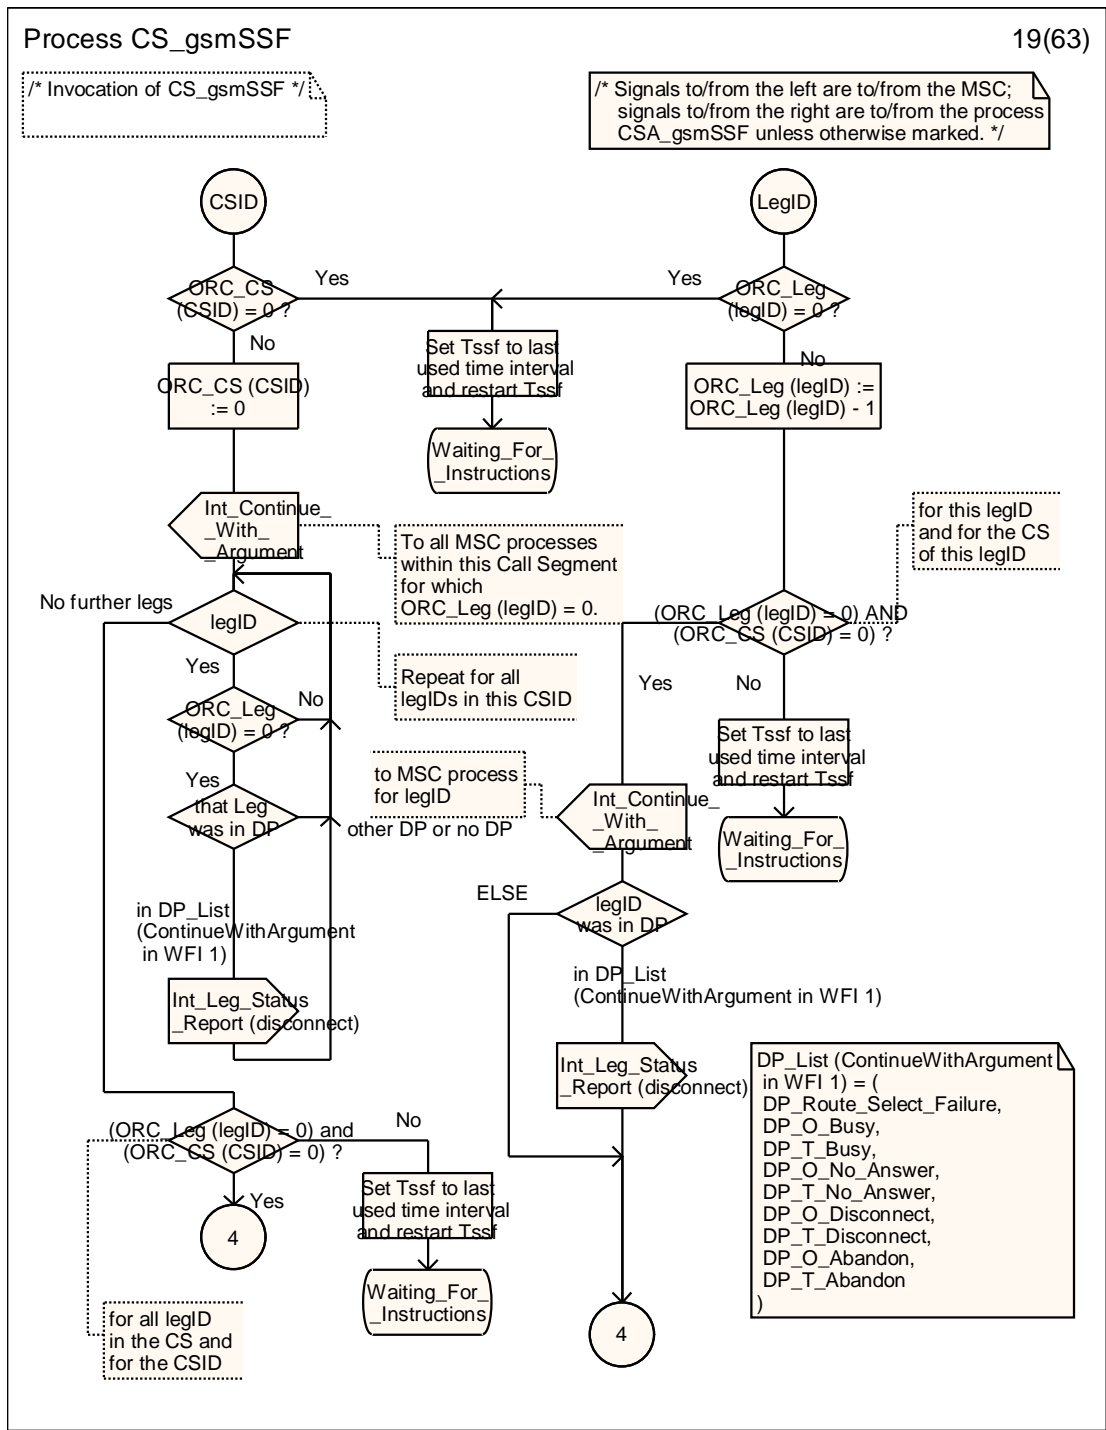 Process CS_gsmSSF
19(63)
/* Invocation of CS_gsmSSF */
/* Signals to/from the left are to/from the MSC;
signals to/from the right are to/from the process
CSA_gsmSSF unless otherwise marked. */
CSID
LegID
ORC_CS
(CSID) = 0 ?
Yes
Yes
ORC_Leg
(legID) = 0 ?
No
Set Tssf to last
used time interval
and restart Tssf
No
ORC_CS (CSID)
:= 0
ORC_Leg (legID) :=
ORC_Leg (legID) - 1
Waiting_For_
_Instructions
Int_Continue_
_With_
_Argument
To all MSC processes
within this Call Segment
for which
ORC_Leg (legID) = 0.
for this legID
and for the CS
of this legID
No further legs
legID
(ORC_Leg (legID) = 0) AND
(ORC_CS (CSID) = 0) ?
Yes
Repeat for all
legIDs in this CSID
Yes
No
ORC_Leg
(legID) = 0 ?
No
Set Tssf to last
used time interval
and restart Tssf
Yes
that Leg
was in DP
other DP or no DP
to MSC process
for legID
Int_Continue_
_With_
_Argument
Waiting_For_
_Instructions
ELSE
legID
was in DP
in DP_List
(ContinueWithArgument
in WFI 1)
in DP_List
(ContinueWithArgument in WFI 1)
Int_Leg_Status
_Report (disconnect)
Int_Leg_Status
_Report (disconnect)
DP_List (ContinueWithArgument
in WFI 1) = (
DP_Route_Select_Failure,
DP_O_Busy,
DP_T_Busy,
DP_O_No_Answer,
DP_T_No_Answer,
DP_O_Disconnect,
DP_T_Disconnect,
DP_O_Abandon,
DP_T_Abandon
)
(ORC_Leg (legID) = 0) and
(ORC_CS (CSID) = 0) ?
No
Yes
Set Tssf to last
used time interval
and restart Tssf
4
Waiting_For_
_Instructions
for all legID
in the CS and
for the CSID
4